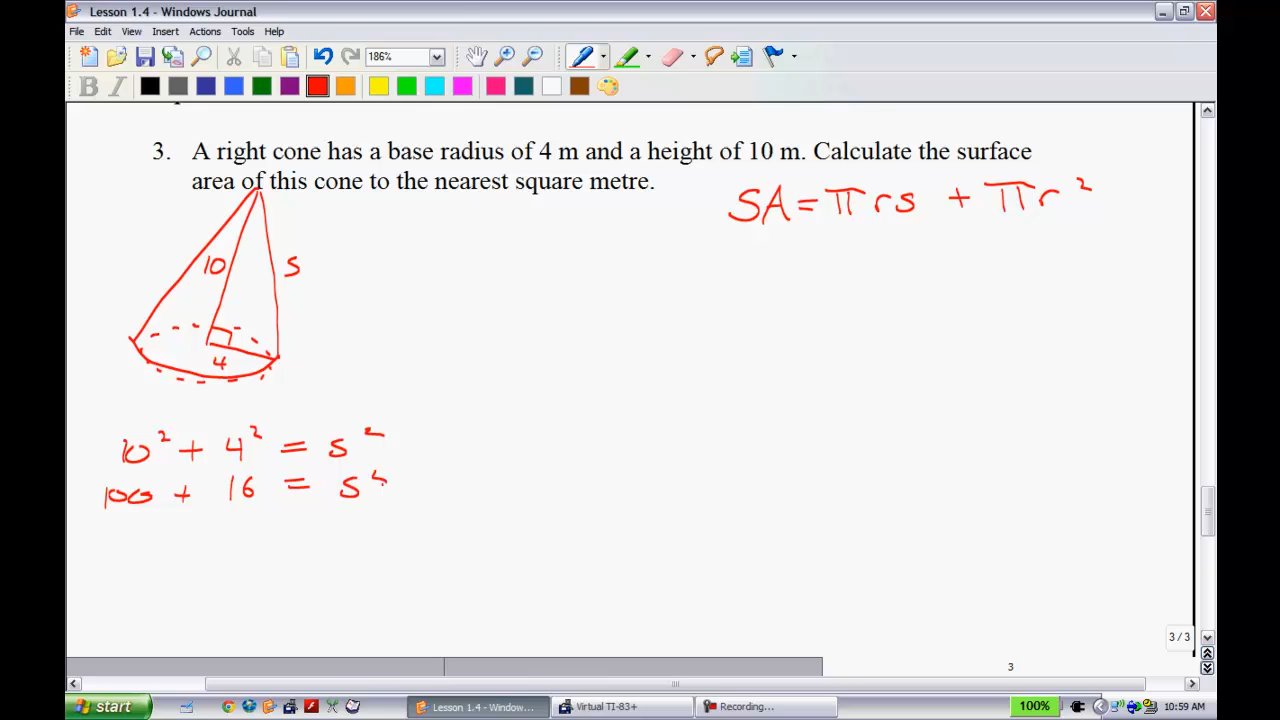 Lesson 1.4 - Windows Journal
File Edit View Insert Actions Tools Help
186%
B I
3. A right cone has a base radius of 4 m and a height of 10 m. Calculate the surface
area of this cone to the nearest square metre.
SA = πrs + πr²
10 s
4
10² + 4² = s²
100 + 16 = s²
3 / 3
3
start Lesson 1.4 - Window... Virtual TI-83+ Recording... 100% 10:59 AM